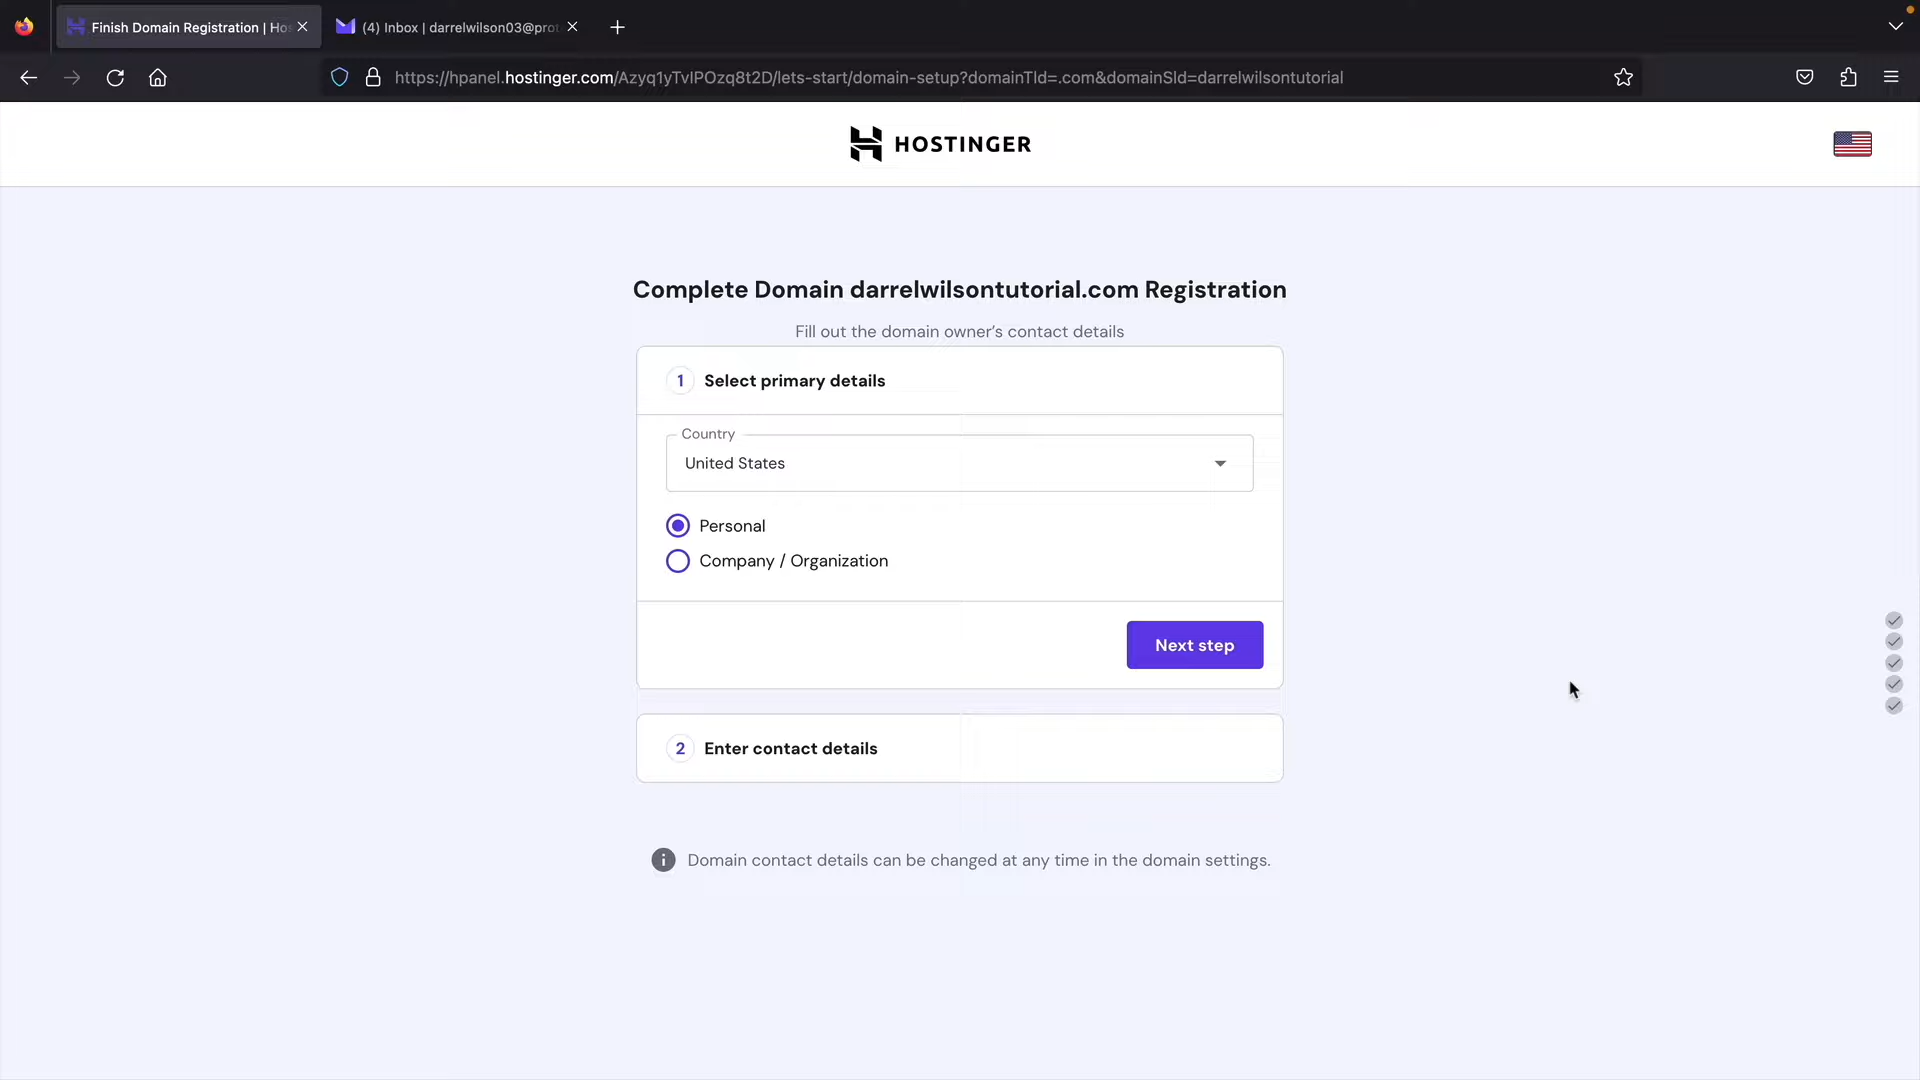 Finish Domain Registration | Hos
(4) Inbox | darrelwilson03@prot
https://hpanel.hostinger.com/Azyq1yTvIPOzq8t2D/lets-start/domain-setup?domainTld=.com&domainSld=darrelwilsontutorial
HOSTINGER
Complete Domain darrelwilsontutorial.com Registration
Fill out the domain owner's contact details
1 Select primary details
Country
United States
Personal
Company / Organization
Next step
2 Enter contact details
Domain contact details can be changed at any time in the domain settings.